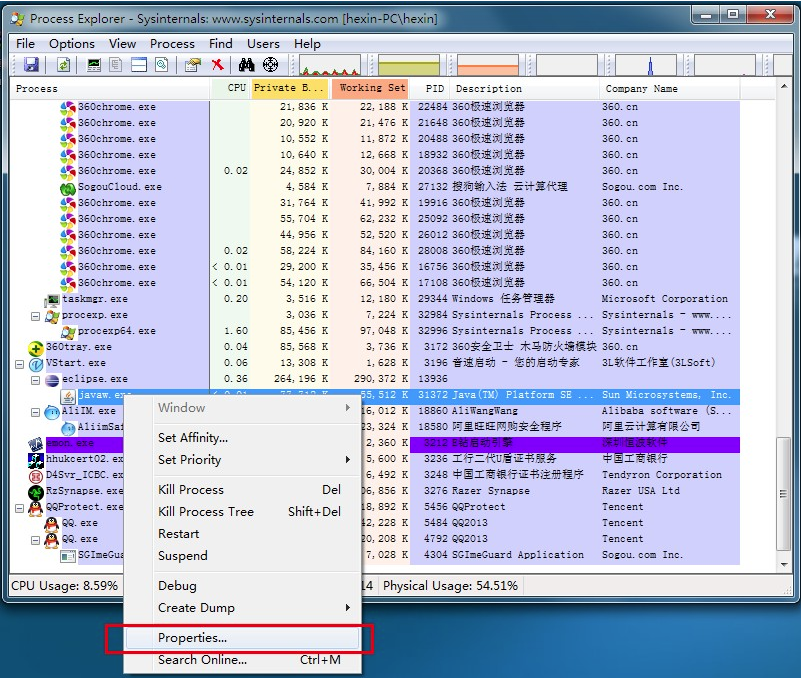 Process Explorer - Sysinternals: www.sysinternals.com [hexin-PC\hexin]
File Options View Process Find Users Help
Process CPU Private B... Working Set PID Description Company Name
360chrome.exe 21,836 K 22,188 K 22484 360极速浏览器 360.cn
360chrome.exe 20,920 K 21,476 K 21648 360极速浏览器 360.cn
360chrome.exe 10,552 K 11,872 K 20488 360极速浏览器 360.cn
360chrome.exe 10,640 K 12,668 K 18932 360极速浏览器 360.cn
360chrome.exe 0.02 24,852 K 30,004 K 20368 360极速浏览器 360.cn
SogouCloud.exe 4,584 K 7,884 K 27132 搜狗输入法 云计算代理 Sogou.com Inc.
360chrome.exe 31,764 K 41,992 K 19916 360极速浏览器 360.cn
360chrome.exe 55,704 K 62,232 K 25092 360极速浏览器 360.cn
360chrome.exe 44,956 K 52,520 K 26012 360极速浏览器 360.cn
360chrome.exe 0.02 58,224 K 84,160 K 28008 360极速浏览器 360.cn
360chrome.exe < 0.01 29,200 K 35,456 K 16756 360极速浏览器 360.cn
360chrome.exe < 0.01 54,120 K 66,504 K 17108 360极速浏览器 360.cn
taskmgr.exe 0.20 3,516 K 12,180 K 29344 Windows 任务管理器 Microsoft Corporation
procexp.exe 3,036 K 7,224 K 32984 Sysinternals Process ... Sysinternals - www....
procexp64.exe 1.60 85,456 K 97,048 K 32996 Sysinternals Process ... Sysinternals - www....
360tray.exe 0.04 85,568 K 3,736 K 3172 360安全卫士 木马防火墙模块 360.cn
VStart.exe 0.06 13,308 K 1,628 K 3196 音速启动 - 您的启动专家 3L软件工作室(3LSoft)
eclipse.exe 0.36 264,196 K 290,372 K 13936
javaw.ex 55,512 K 31372 Java(TM) Platform SE ... Sun Microsystems, Inc.
AliIM.exe 16,012 K 18860 AliWangWang Alibaba software (S...
AliimSaf 23,324 K 18580 阿里旺旺网购安全程序 阿里云计算有限公司
emon.exe 2,360 K 3212 B贴启动引擎 深圳国波软件
hhukcert02.ex 5,600 K 3236 工行二代U盾证书服务 中国工商银行
D4Svr_ICBC.ex 6,492 K 3248 中国工商银行证书注册程序 Tendyron Corporation
RzSynapse.exe 06,856 K 3276 Razer Synapse Razer USA Ltd
QQProtect.exe 18,892 K 5456 QQProtect Tencent
QQ.exe 42,228 K 5484 QQ2013 Tencent
QQ.exe 20,208 K 4792 QQ2013 Tencent
SGImeGua 7,028 K 4304 SGImeGuard Application Sogou.com Inc.
Window
Set Affinity...
Set Priority
Kill Process Del
Kill Process Tree Shift+Del
Restart
Suspend
Debug
Create Dump
Properties...
Search Online... Ctrl+M
CPU Usage: 8.59% 14 Physical Usage: 54.51%